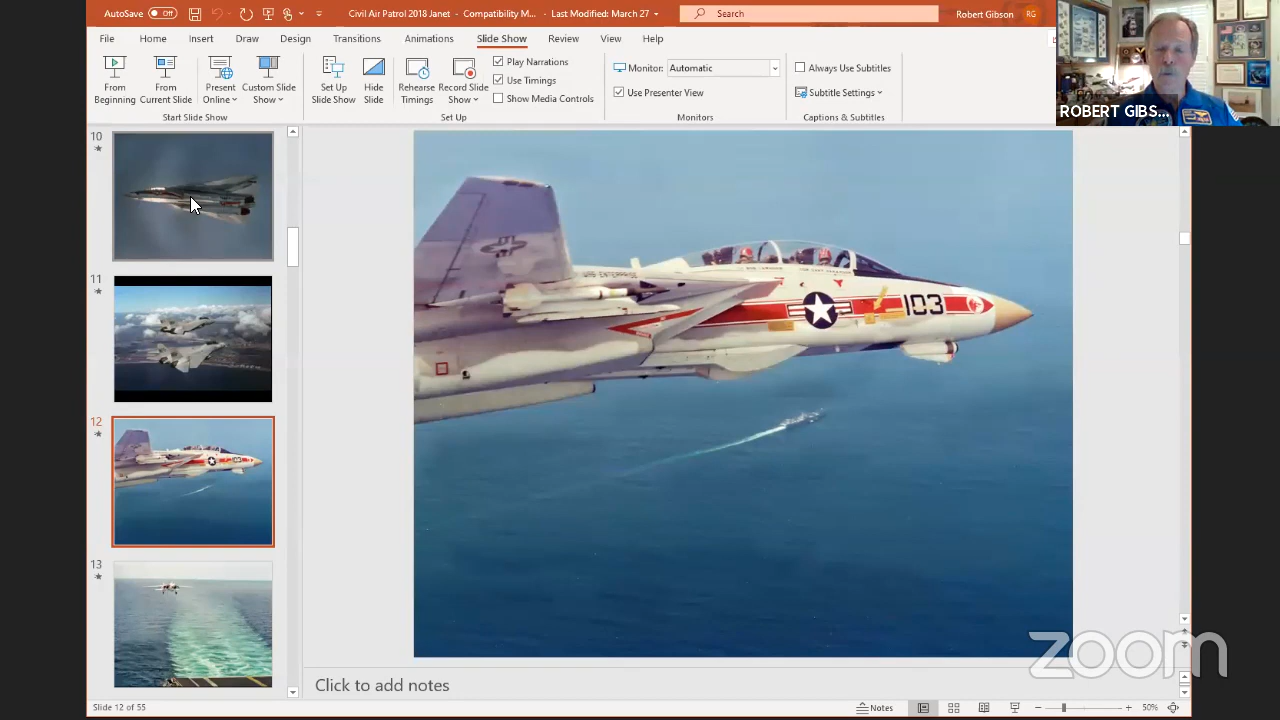 AutoSave Off Civil Air Patrol 2018 Janet - Compatibility M... - Last Modified: March 27 Search Robert Gibson RG
File Home Insert Draw Design Transitions Animations Slide Show Review View Help
From Beginning
From Current Slide
Present Online
Custom Slide Show
Start Slide Show
Set Up Slide Show
Hide Slide
Rehearse Timings
Record Slide Show
Play Narrations
Use Timings
Show Media Controls
Set Up
Monitor: Automatic
Use Presenter View
Monitors
Always Use Subtitles
Subtitle Settings
Captions & Subtitles
ROBERT GIBS...
10
11
12
13
USS ENTERPRISE
103
zoom
Click to add notes
Slide 12 of 55 Notes 50%